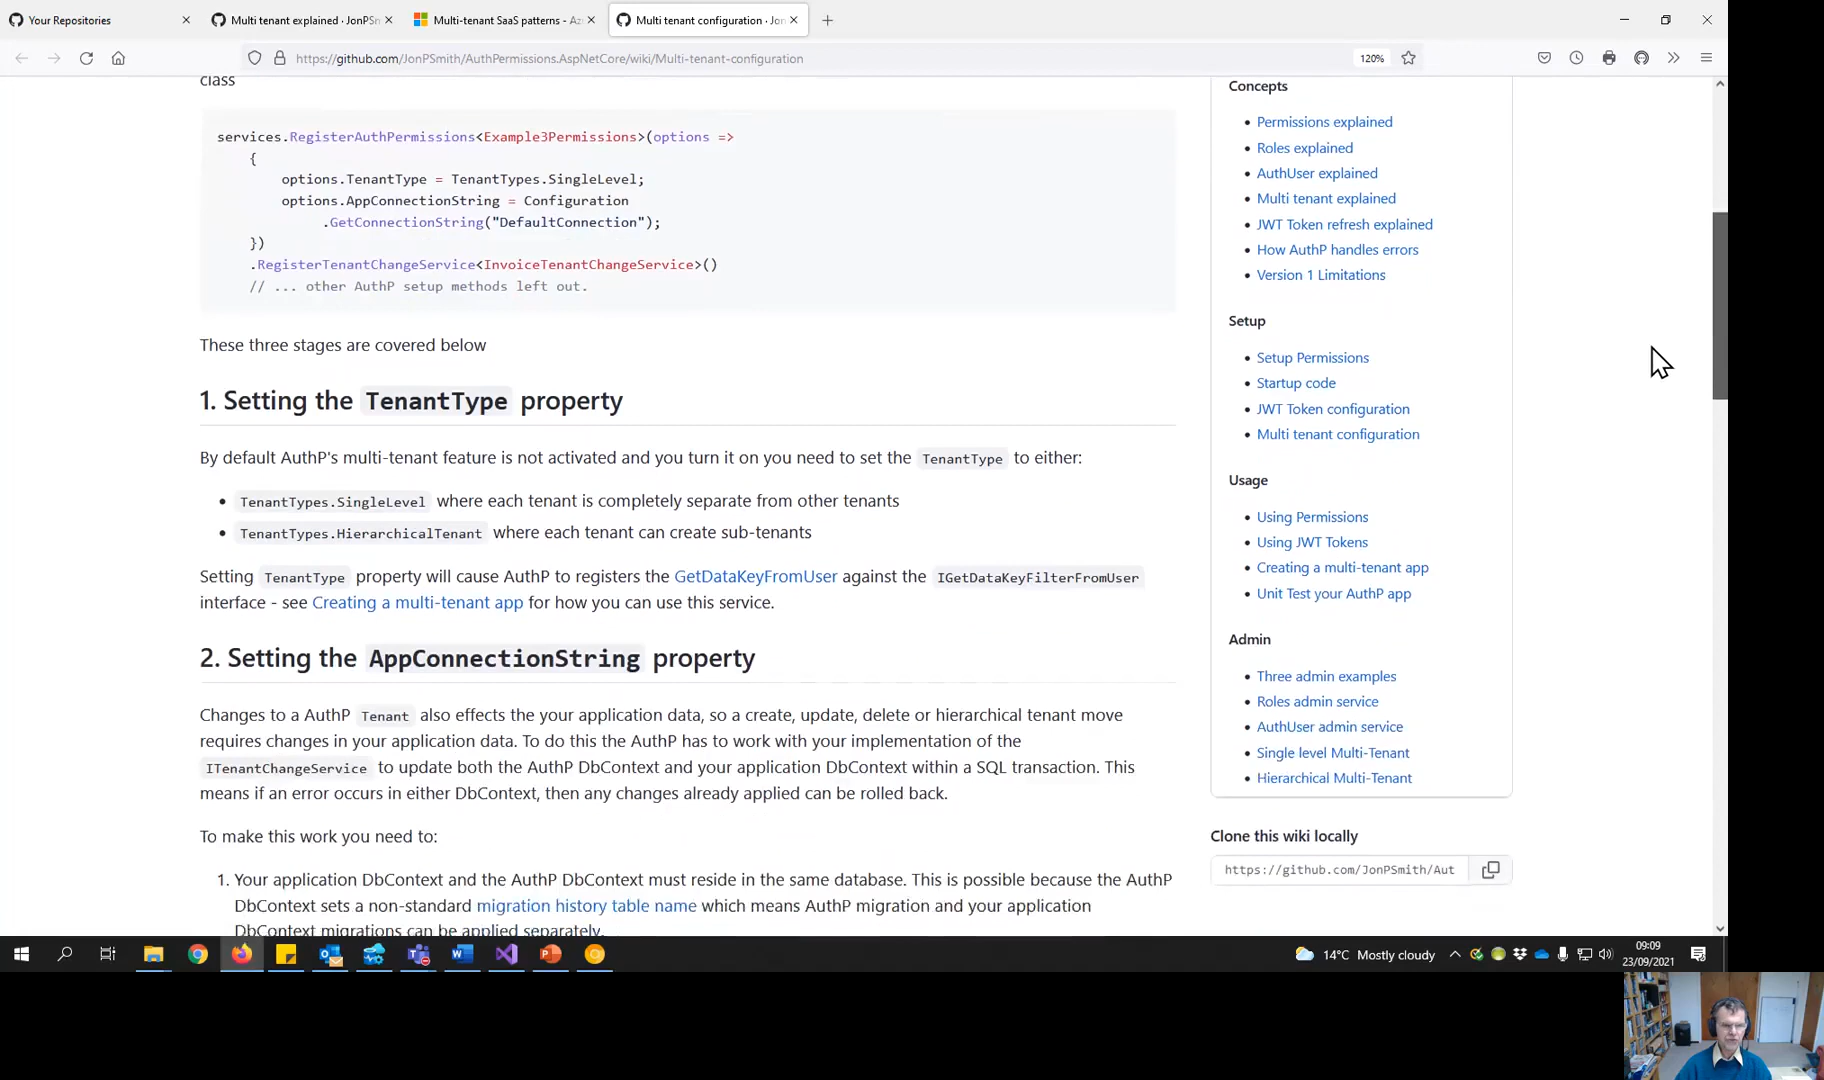 Your Repositories
Multi tenant explained · JonPSm
Multi-tenant SaaS patterns - Az
Multi tenant configuration · Jon
https://github.com/JonPSmith/AuthPermissions.AspNetCore/wiki/Multi-tenant-configuration
120%
class
services.RegisterAuthPermissions<Example3Permissions>(options =>
{
options.TenantType = TenantTypes.SingleLevel;
options.AppConnectionString = Configuration
.GetConnectionString("DefaultConnection");
})
.RegisterTenantChangeService<InvoiceTenantChangeService>()
// ... other AuthP setup methods left out.
These three stages are covered below
1. Setting the TenantType property
By default AuthP's multi-tenant feature is not activated and you turn it on you need to set the TenantType to either:
• TenantTypes.SingleLevel where each tenant is completely separate from other tenants
• TenantTypes.HierarchicalTenant where each tenant can create sub-tenants
Setting TenantType property will cause AuthP to registers the GetDataKeyFromUser against the IGetDataKeyFilterFromUser
interface - see Creating a multi-tenant app for how you can use this service.
2. Setting the AppConnectionString property
Changes to a AuthP Tenant also effects the your application data, so a create, update, delete or hierarchical tenant move
requires changes in your application data. To do this the AuthP has to work with your implementation of the
ITenantChangeService to update both the AuthP DbContext and your application DbContext within a SQL transaction. This
means if an error occurs in either DbContext, then any changes already applied can be rolled back.
To make this work you need to:
1. Your application DbContext and the AuthP DbContext must reside in the same database. This is possible because the AuthP
DbContext sets a non-standard migration history table name which means AuthP migration and your application
DbContext migrations can be applied separately.
Concepts
• Permissions explained
• Roles explained
• AuthUser explained
• Multi tenant explained
• JWT Token refresh explained
• How AuthP handles errors
• Version 1 Limitations
Setup
• Setup Permissions
• Startup code
• JWT Token configuration
• Multi tenant configuration
Usage
• Using Permissions
• Using JWT Tokens
• Creating a multi-tenant app
• Unit Test your AuthP app
Admin
• Three admin examples
• Roles admin service
• AuthUser admin service
• Single level Multi-Tenant
• Hierarchical Multi-Tenant
Clone this wiki locally
https://github.com/JonPSmith/Aut
14°C Mostly cloudy
09:09
23/09/2021